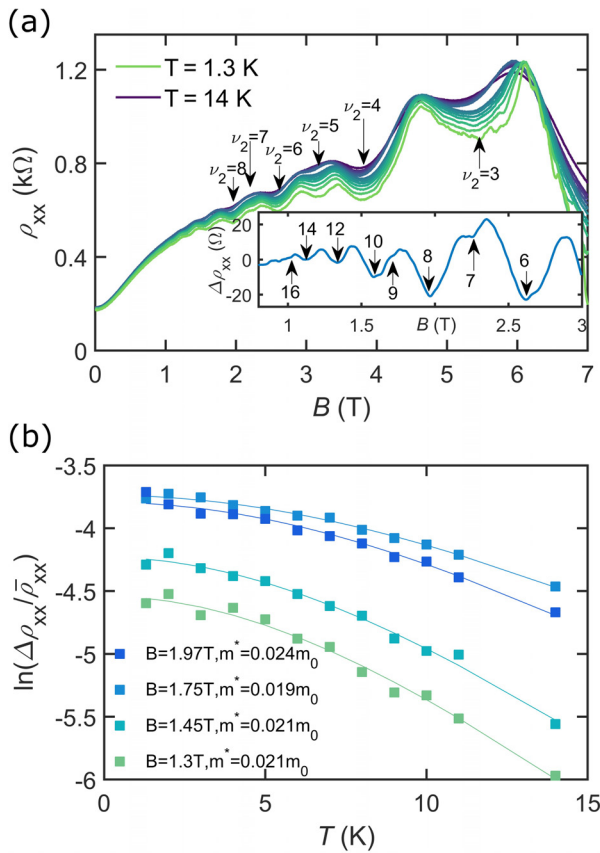 (a)
T = 1.3 K
T = 14 K
ν2=8
ν2=7
ν2=6
ν2=5
ν2=4
ν2=3
1.2
0.8
0.4
0
ρxx (kΩ)
0 1 2 3 4 5 6 7
B (T)
20
0
-20
Δρxx (Ω)
16 14 12 10 9 8 7 6
1 1.5 B (T) 2.5 3
(b)
-3.5
-4
-4.5
-5
-5.5
-6
ln(Δρxx/ρ̄xx)
B=1.97T,m*=0.024m0
B=1.75T,m*=0.019m0
B=1.45T,m*=0.021m0
B=1.3T,m*=0.021m0
0 5 10 15
T (K)